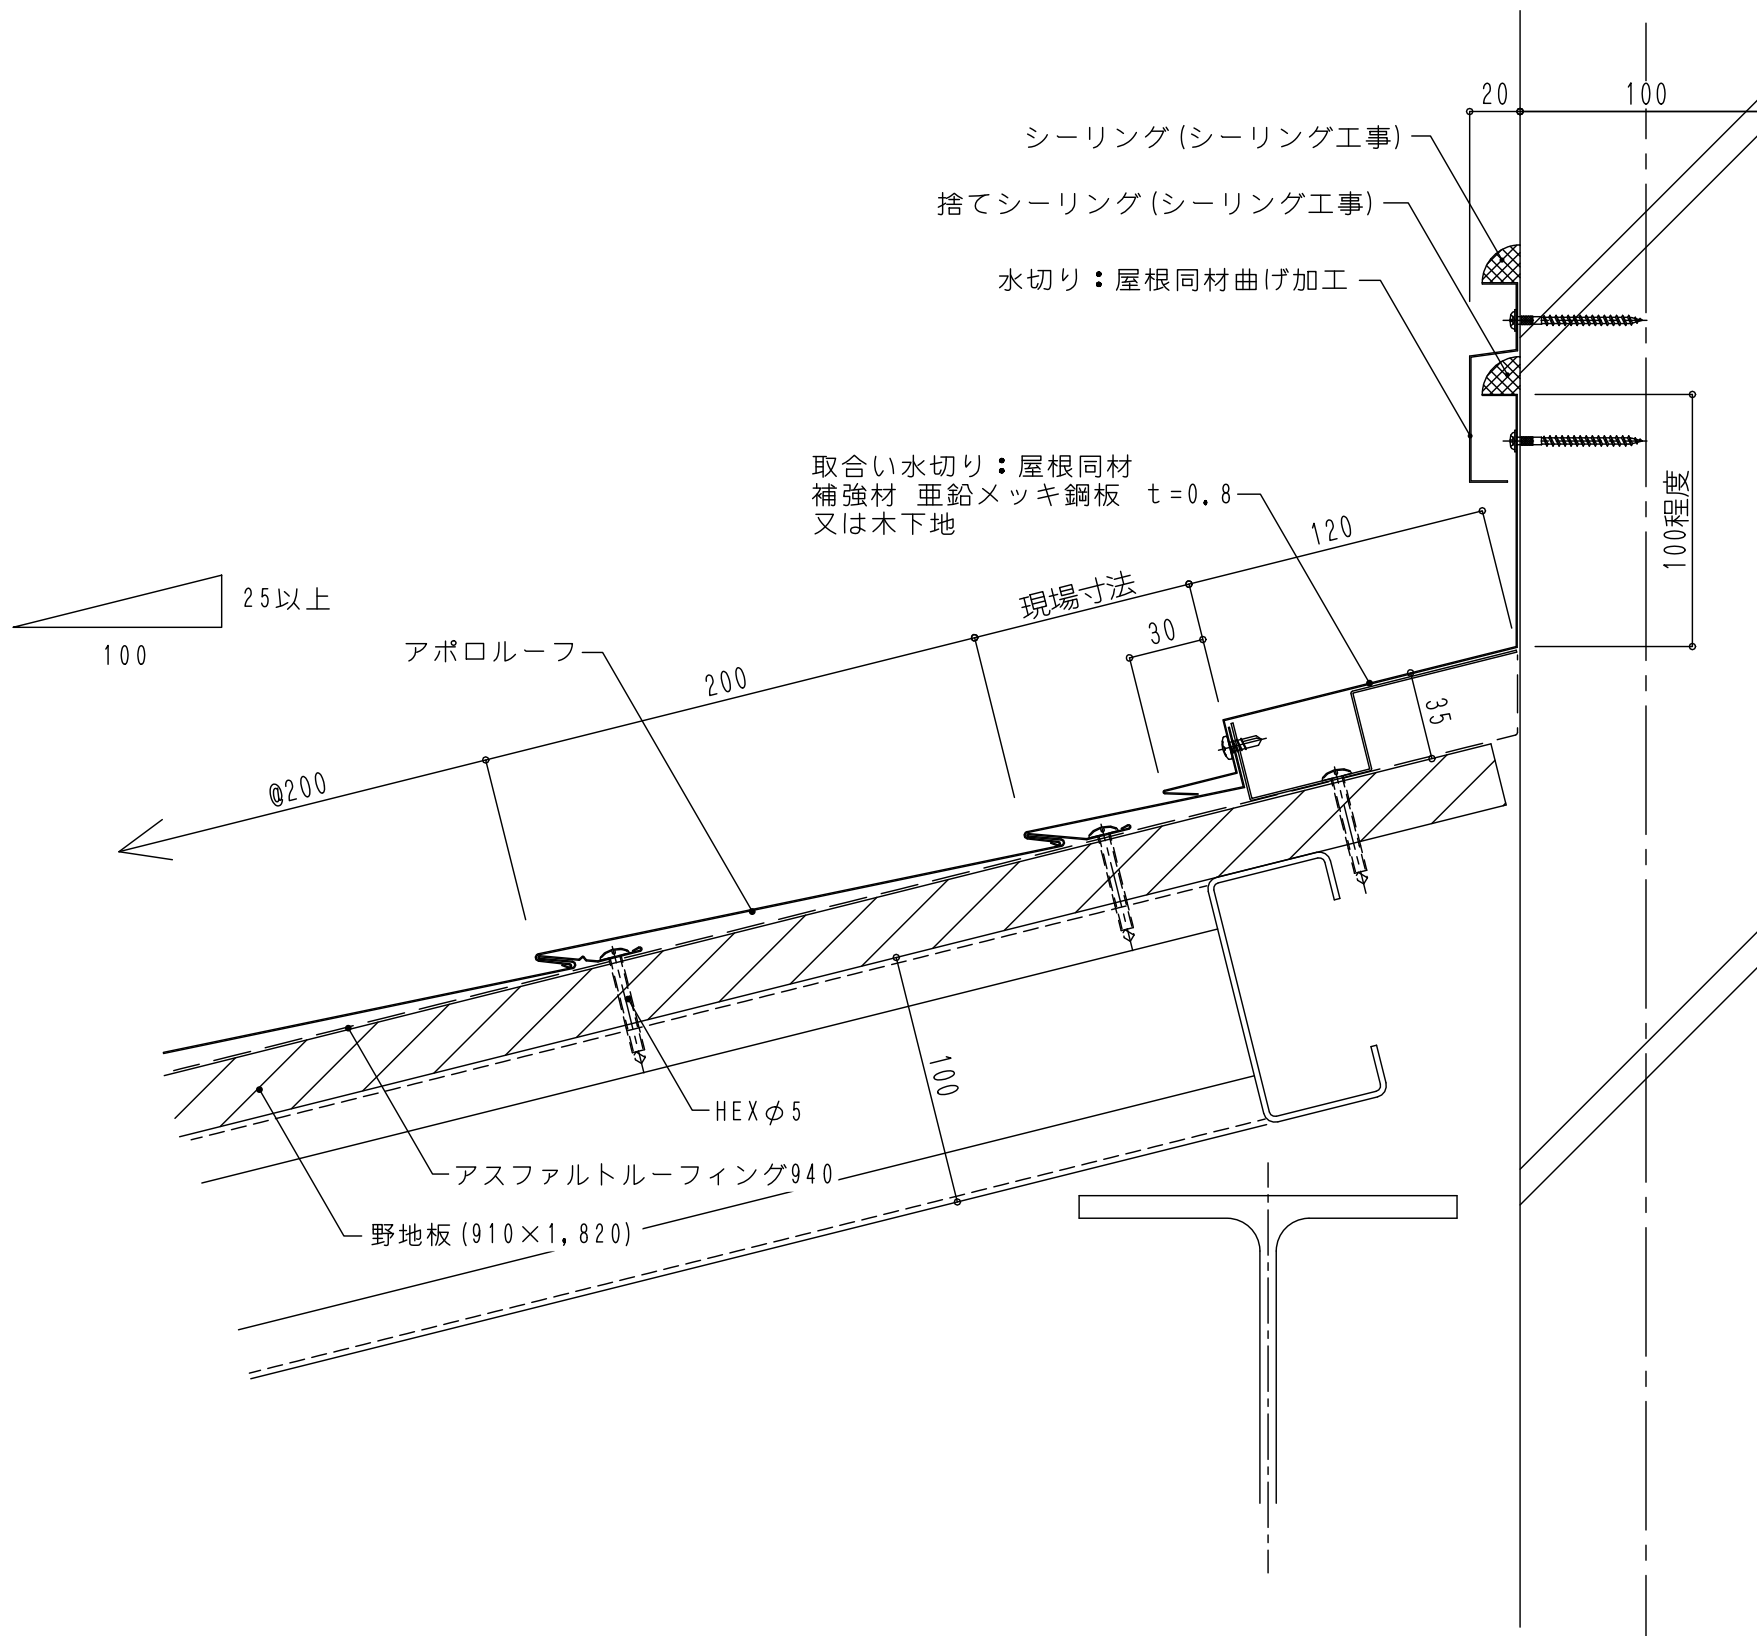 20
100
シーリング(シーリング工事)
捨てシーリング(シーリング工事)
水切り：屋根同材曲げ加工
取合い水切り：屋根同材
補強材 亜鉛メッキ鋼板 t=0.8
又は木下地
100程度
120
現場寸法
30
25以上
100
アポロルーフ
200
35
@200
100
HEXφ5
アスファルトルーフィング940
野地板(910×1,820)